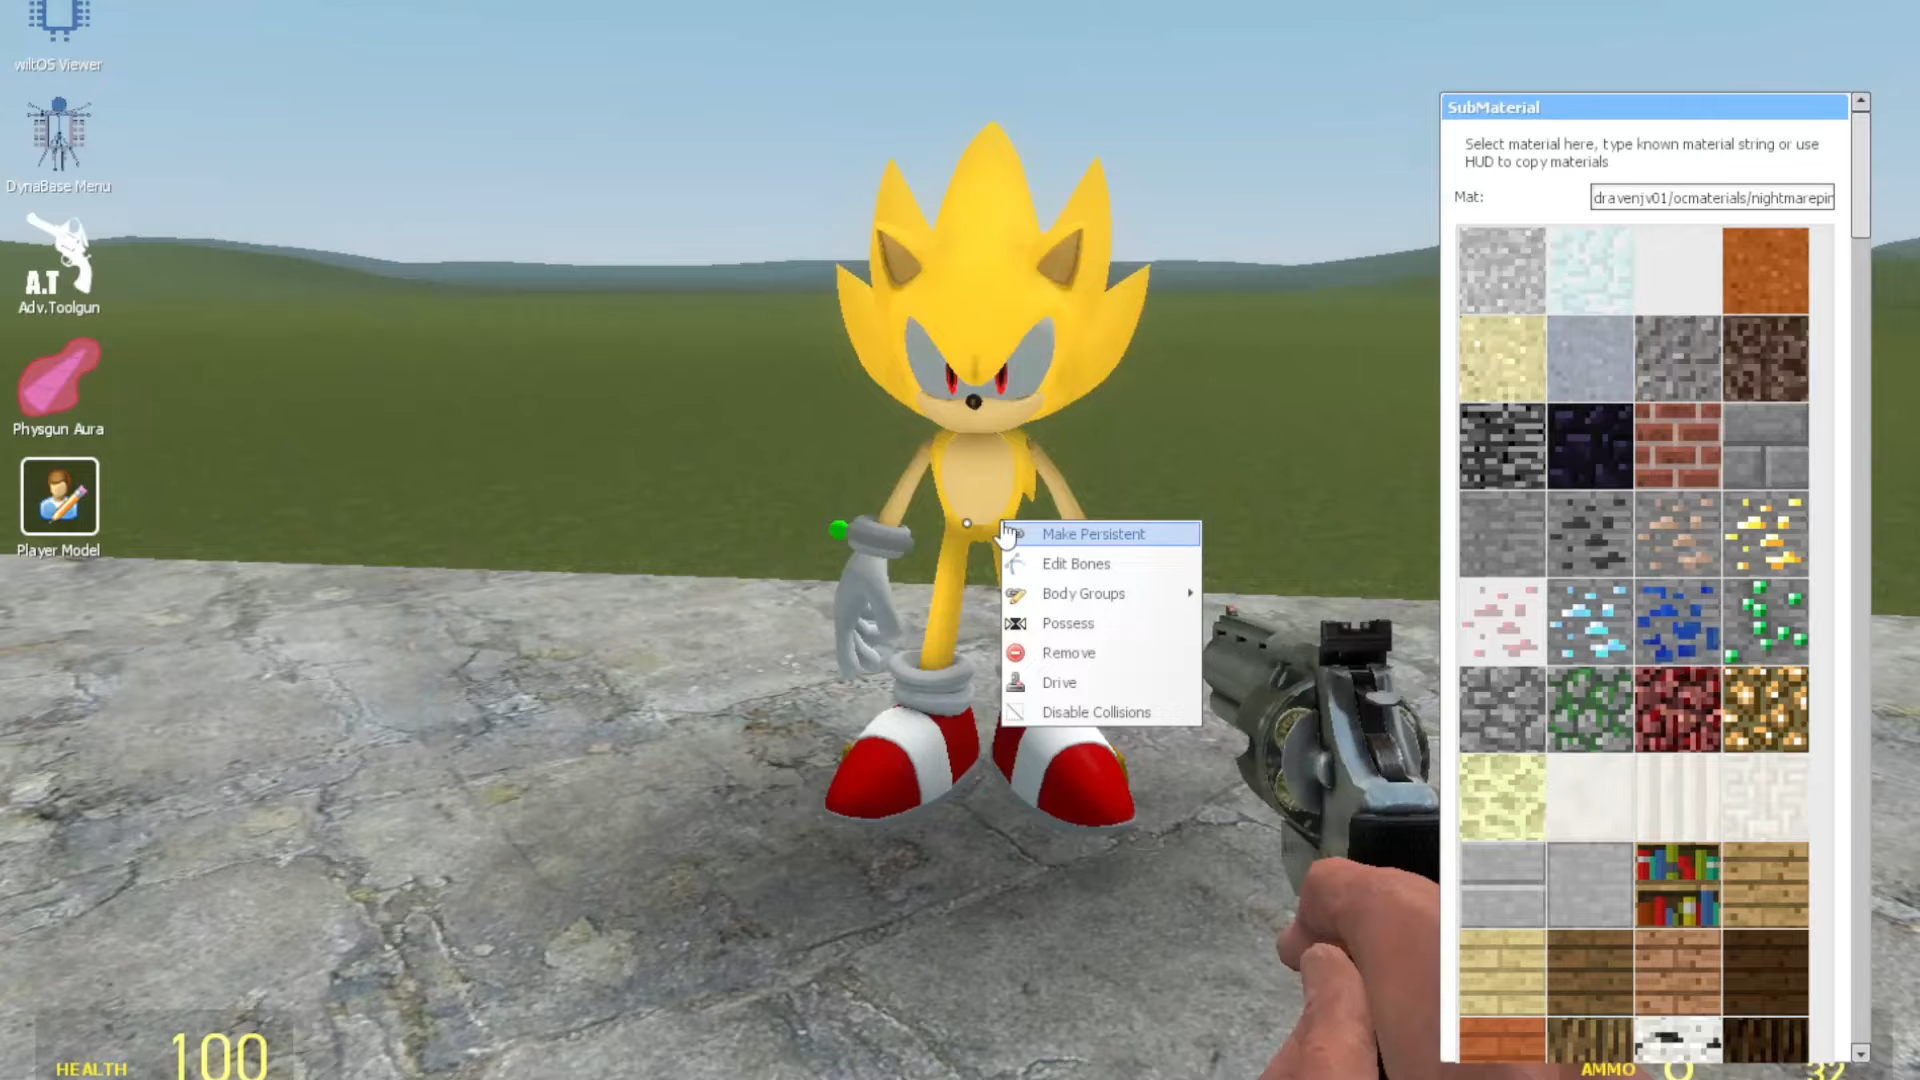 wiltOS Viewer
DynaBase Menu
A.T
Adv.Toolgun
Physgun Aura
Player Model
Make Persistent
Edit Bones
Body Groups
Possess
Remove
Drive
Disable Collisions
SubMaterial
Select material here, type known material string or use
HUD to copy materials
Mat:
dravenjv01/ocmaterials/nightmarepin
HEALTH 100
AMMO 0 32